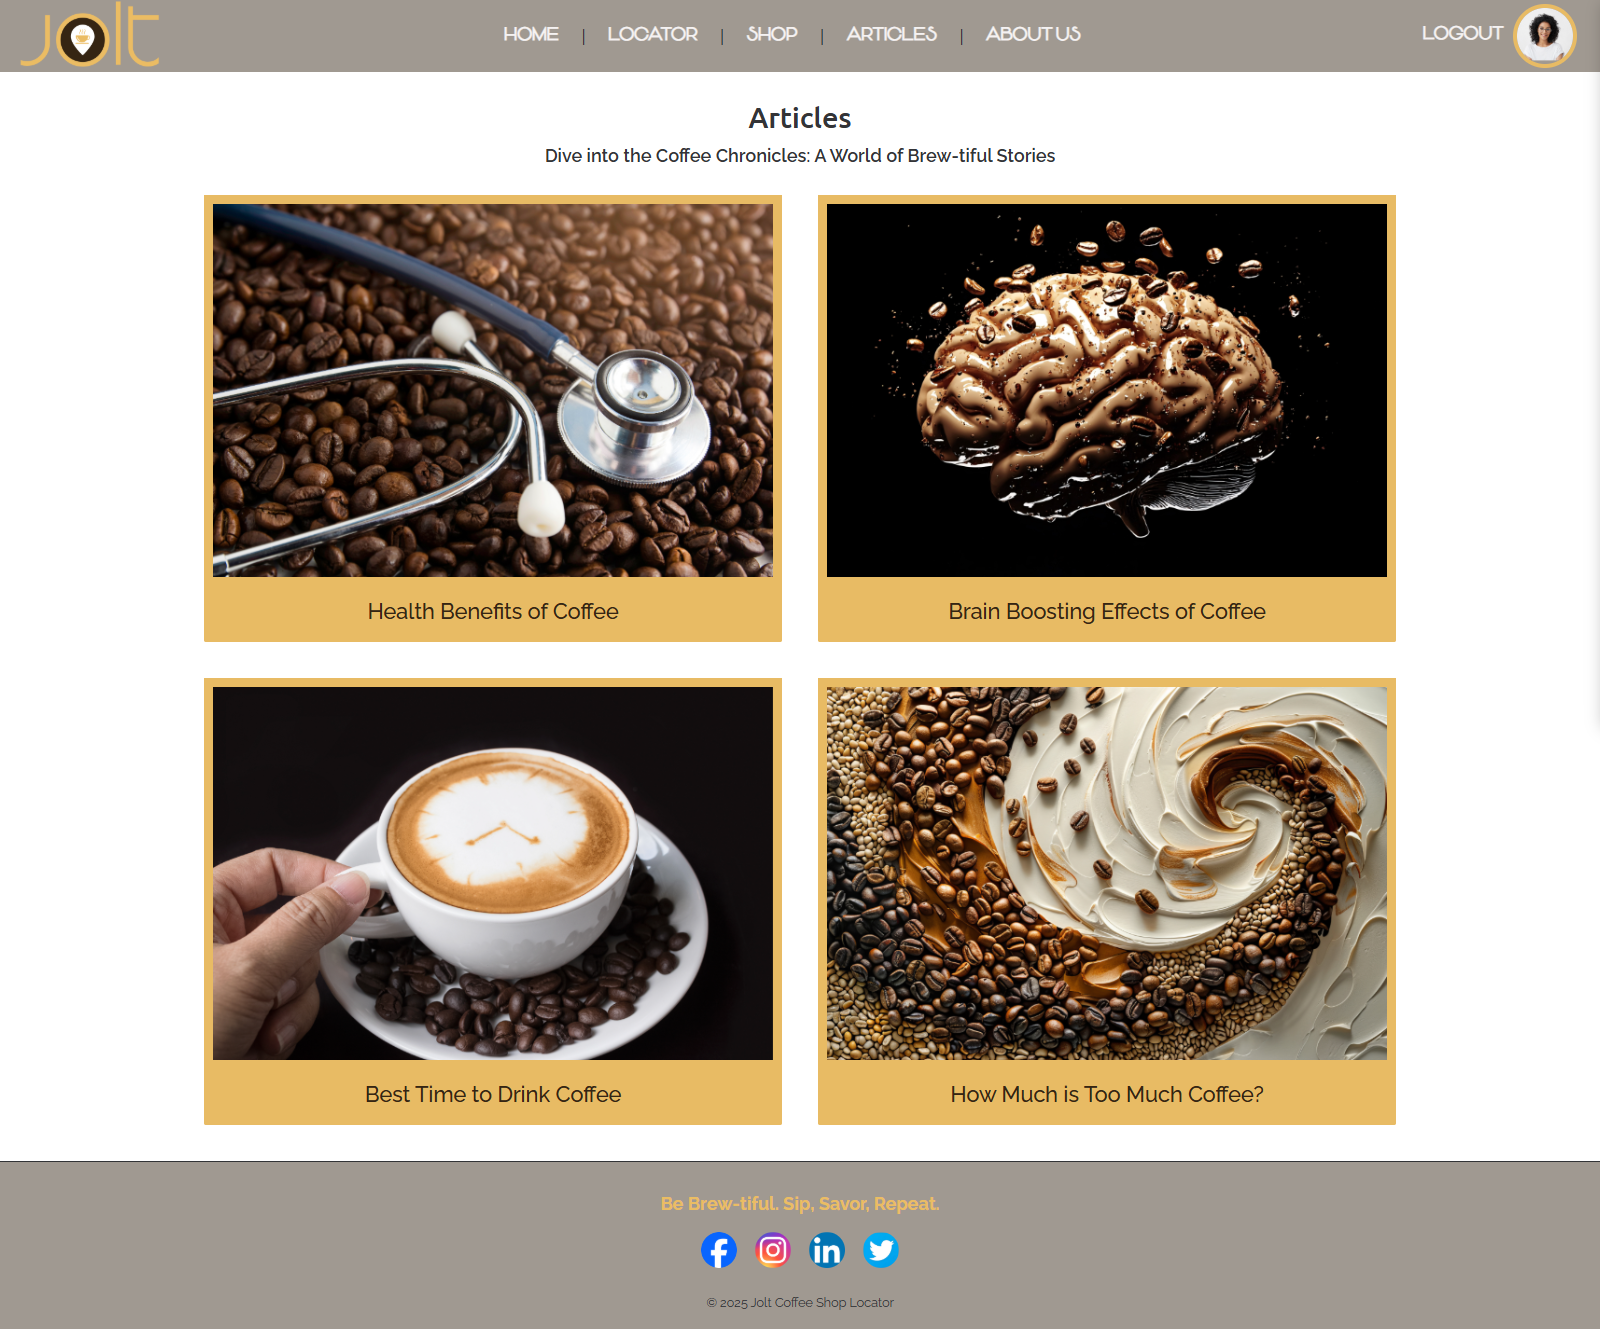 Jolt
HOME | LOCATOR | SHOP | ARTICLES | ABOUT US
LOGOUT
Articles
Dive into the Coffee Chronicles: A World of Brew-tiful Stories
Health Benefits of Coffee
Brain Boosting Effects of Coffee
Best Time to Drink Coffee
How Much is Too Much Coffee?
Be Brew-tiful. Sip, Savor, Repeat.
© 2025 Jolt Coffee Shop Locator